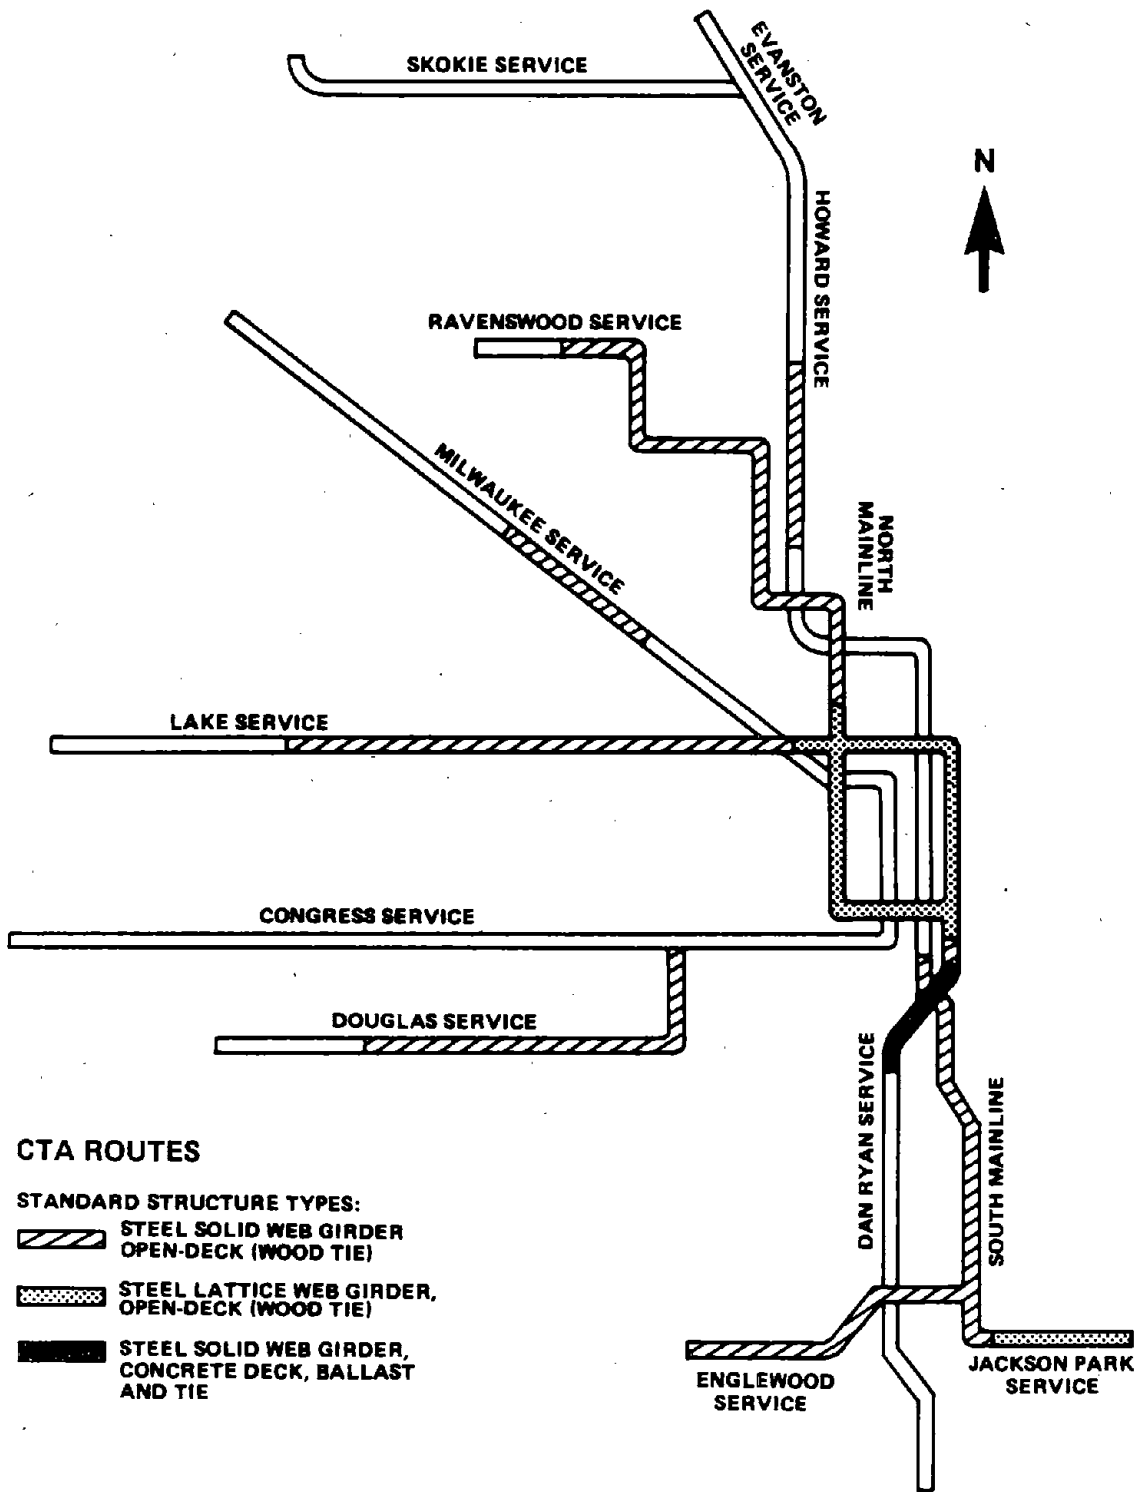 SKOKIE SERVICE
EVANSTON
SERVICE
N
HOWARD SERVICE
RAVENSWOOD SERVICE
MILWAUKEE SERVICE
NORTH
MAINLINE
LAKE SERVICE
CONGRESS SERVICE
DOUGLAS SERVICE
DAN RYAN SERVICE
SOUTH MAINLINE
CTA ROUTES
STANDARD STRUCTURE TYPES:
STEEL SOLID WEB GIRDER
OPEN-DECK (WOOD TIE)
STEEL LATTICE WEB GIRDER,
OPEN-DECK (WOOD TIE)
STEEL SOLID WEB GIRDER,
CONCRETE DECK, BALLAST
AND TIE
ENGLEWOOD
SERVICE
JACKSON PARK
SERVICE